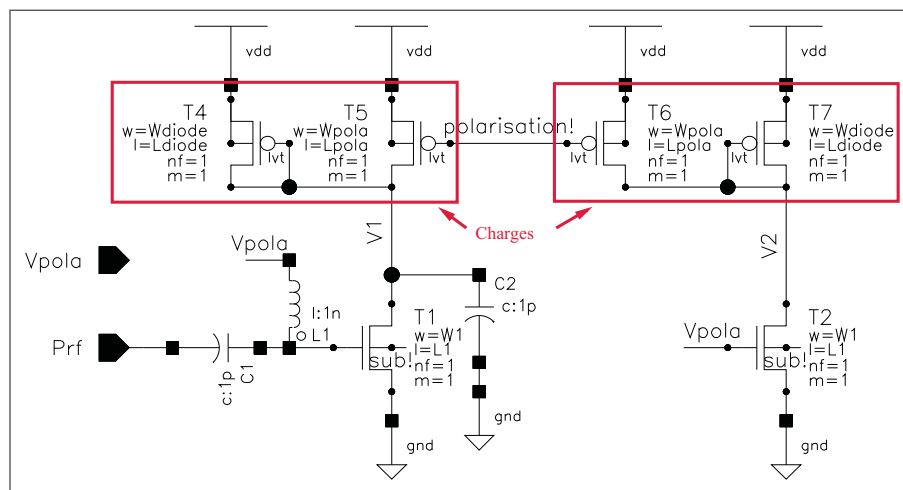 vdd
vdd
vdd
vdd
T4
w=Wdiode
l=Ldiode
nf=1
m=1
lvt
T5
w=Wpola
l=Lpola
nf=1
m=1
lvt
polarisation!
lvt
T6
w=Wpola
l=Lpola
nf=1
m=1
lvt
T7
w=Wdiode
l=Ldiode
nf=1
m=1
Charges
V1
V2
Vpola
Vpola
l:1n
L1
C2
c:1p
Prf
c:1p
C1
T1
w=W1
l=L1
nf=1
m=1
sub!
gnd
gnd
Vpola
T2
w=W1
l=L1
nf=1
m=1
sub!
gnd